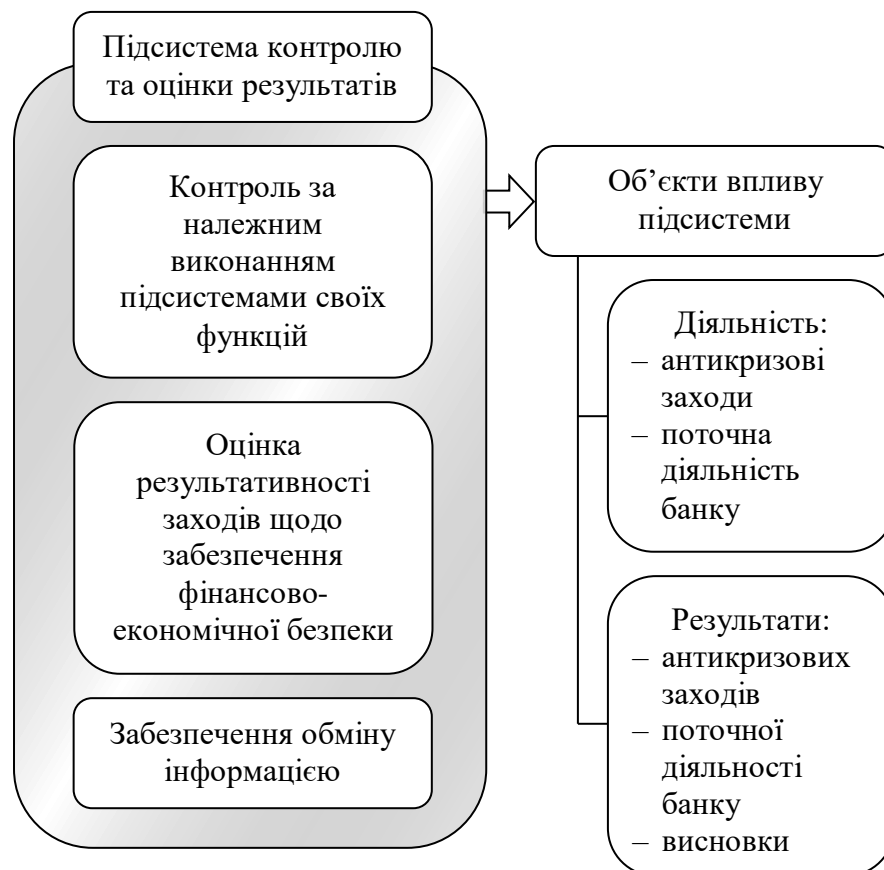 Підсистема контролю
та оцінки результатів
Контроль за
належним
виконанням
підсистемами своїх
функцій
Оцінка
результативності
заходів щодо
забезпечення
фінансово-
економічної безпеки
Забезпечення обміну
інформацією
Об’єкти впливу
підсистеми
Діяльність:
– антикризові
заходи
– поточна
діяльність
банку
Результати:
– антикризових
заходів
– поточної
діяльності
банку
– висновки